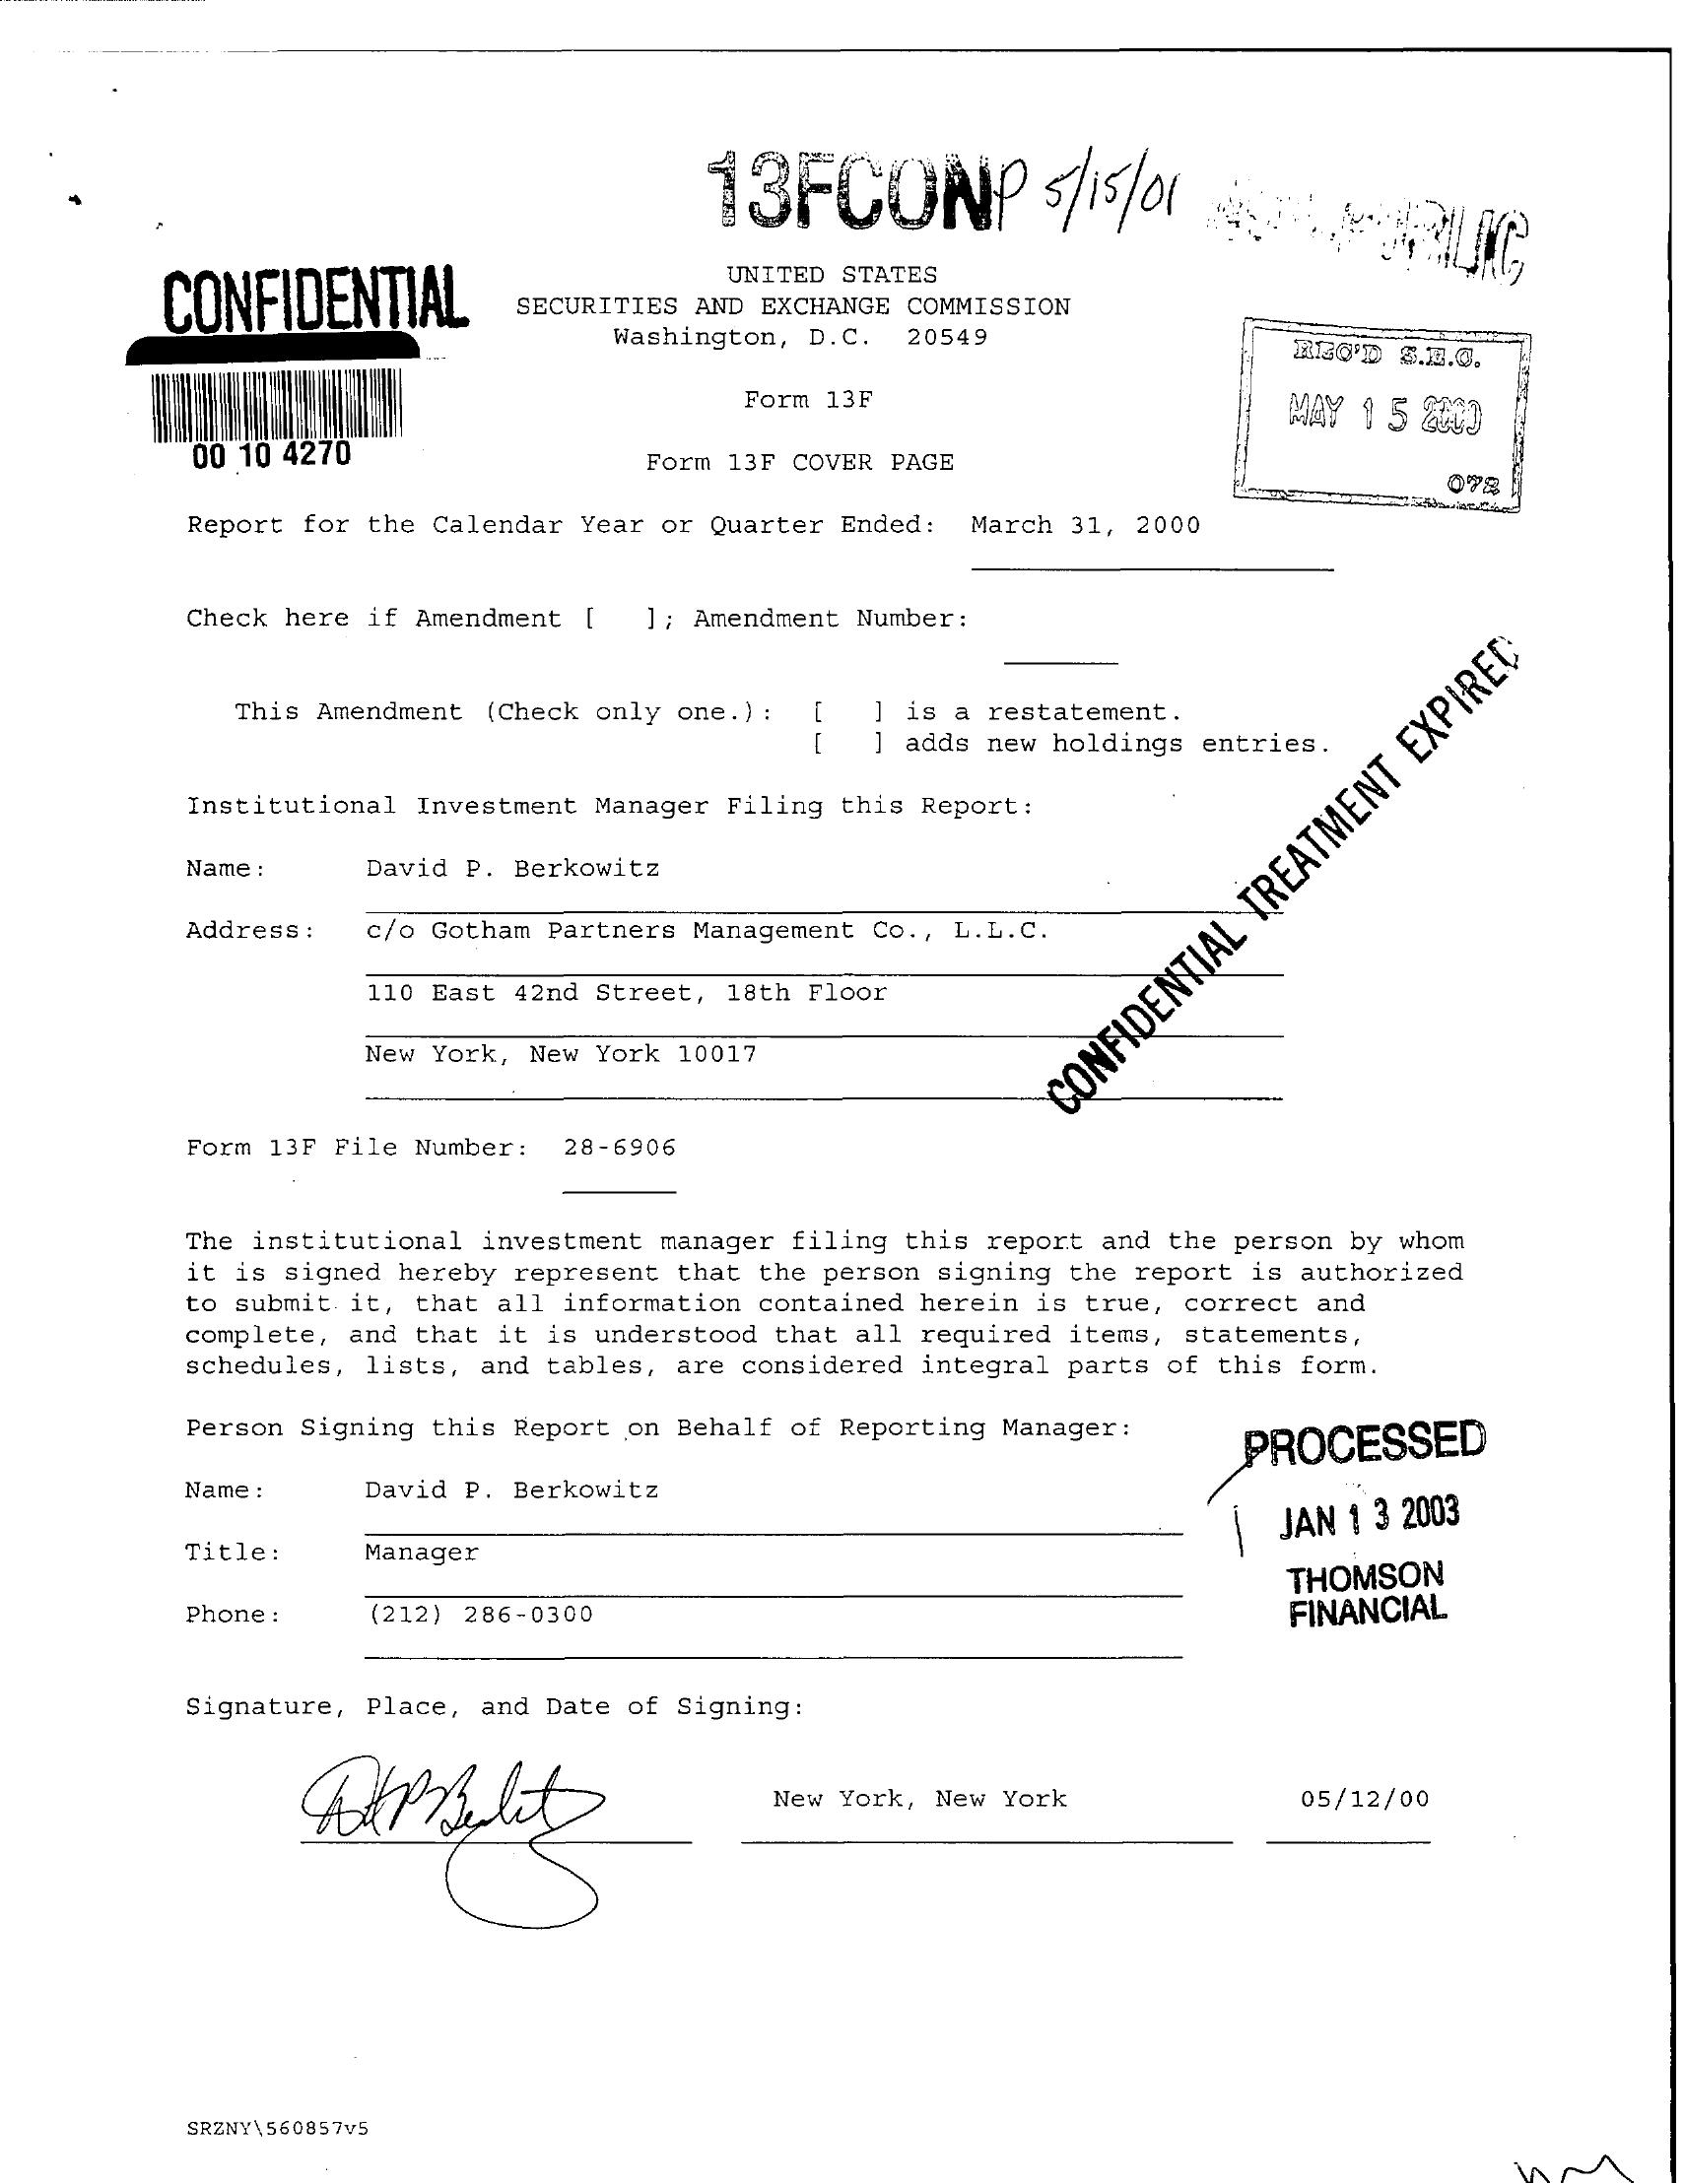 13FCONP 5/15/01
PUBLIC
CONFIDENTIAL
UNITED STATES
SECURITIES AND EXCHANGE COMMISSION
Washington, D.C. 20549
REC'D S.E.C.
MAY 15 2000
072
Form 13F
00 10 4270
Form 13F COVER PAGE
Report for the Calendar Year or Quarter Ended: March 31, 2000
Check here if Amendment [ ]; Amendment Number:
This Amendment (Check only one.): [ ] is a restatement.
[ ] adds new holdings entries.
CONFIDENTIAL TREATMENT EXPIRED
Institutional Investment Manager Filing this Report:
Name: David P. Berkowitz
Address: c/o Gotham Partners Management Co., L.L.C.
110 East 42nd Street, 18th Floor
New York, New York 10017
Form 13F File Number: 28-6906
The institutional investment manager filing this report and the person by whom
it is signed hereby represent that the person signing the report is authorized
to submit it, that all information contained herein is true, correct and
complete, and that it is understood that all required items, statements,
schedules, lists, and tables, are considered integral parts of this form.
Person Signing this Report on Behalf of Reporting Manager:
PROCESSED
Name: David P. Berkowitz
JAN 13 2003
Title: Manager
THOMSON
FINANCIAL
Phone: (212) 286-0300
Signature, Place, and Date of Signing:
New York, New York 05/12/00
SRZNY\560857v5